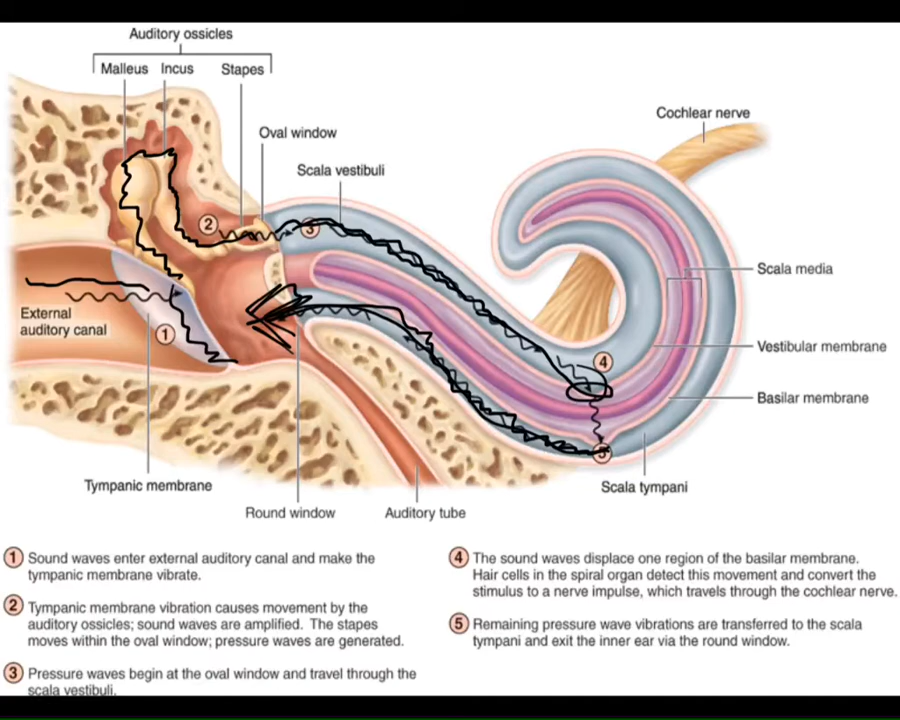 Auditory ossicles
Malleus Incus Stapes
Oval window
Cochlear nerve
Scala vestibuli
2
3
Scala media
External
auditory canal
1
Vestibular membrane
4
Basilar membrane
5
Tympanic membrane
Scala tympani
Round window
Auditory tube
1 Sound waves enter external auditory canal and make the
tympanic membrane vibrate.
2 Tympanic membrane vibration causes movement by the
auditory ossicles; sound waves are amplified. The stapes
moves within the oval window; pressure waves are generated.
3 Pressure waves begin at the oval window and travel through the
scala vestibuli.
4 The sound waves displace one region of the basilar membrane.
Hair cells in the spiral organ detect this movement and convert the
stimulus to a nerve impulse, which travels through the cochlear nerve.
5 Remaining pressure wave vibrations are transferred to the scala
tympani and exit the inner ear via the round window.